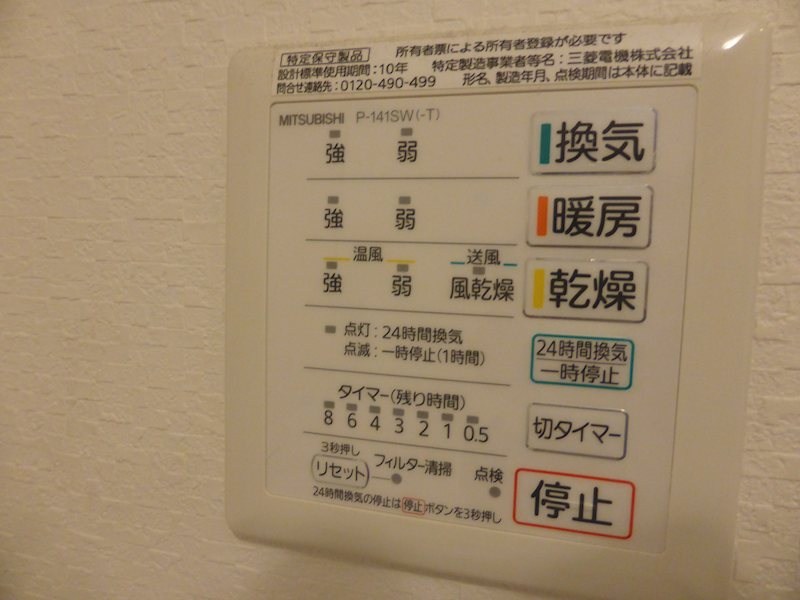 特定保守製品 所有者票による所有者登録が必要です
設計標準使用期間：10年 特定製造事業者等名：三菱電機株式会社
問合せ連絡先：0120-490-499 形名、製造年月、点検期間は本体に記載
MITSUBISHI P-141SW(-T)
強 弱 換気
強 弱 暖房
温風 送風
強 弱 風乾燥 乾燥
点灯：24時間換気
点滅：一時停止(1時間)
24時間換気
一時停止
タイマー(残り時間)
8 6 4 3 2 1 0.5
切タイマー
3秒押し
リセット フィルター清掃 点検
24時間換気の停止は停止ボタンを3秒押し
停止